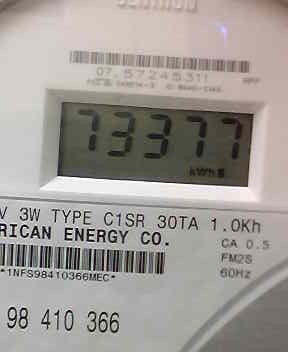 07.57245311
73377
kWh
V 3W TYPE C1SR 30TA 1.0Kh
RICAN ENERGY CO.
CA 0.5
FM2S
60Hz
*1NFS98410366MEC*
98 410 366